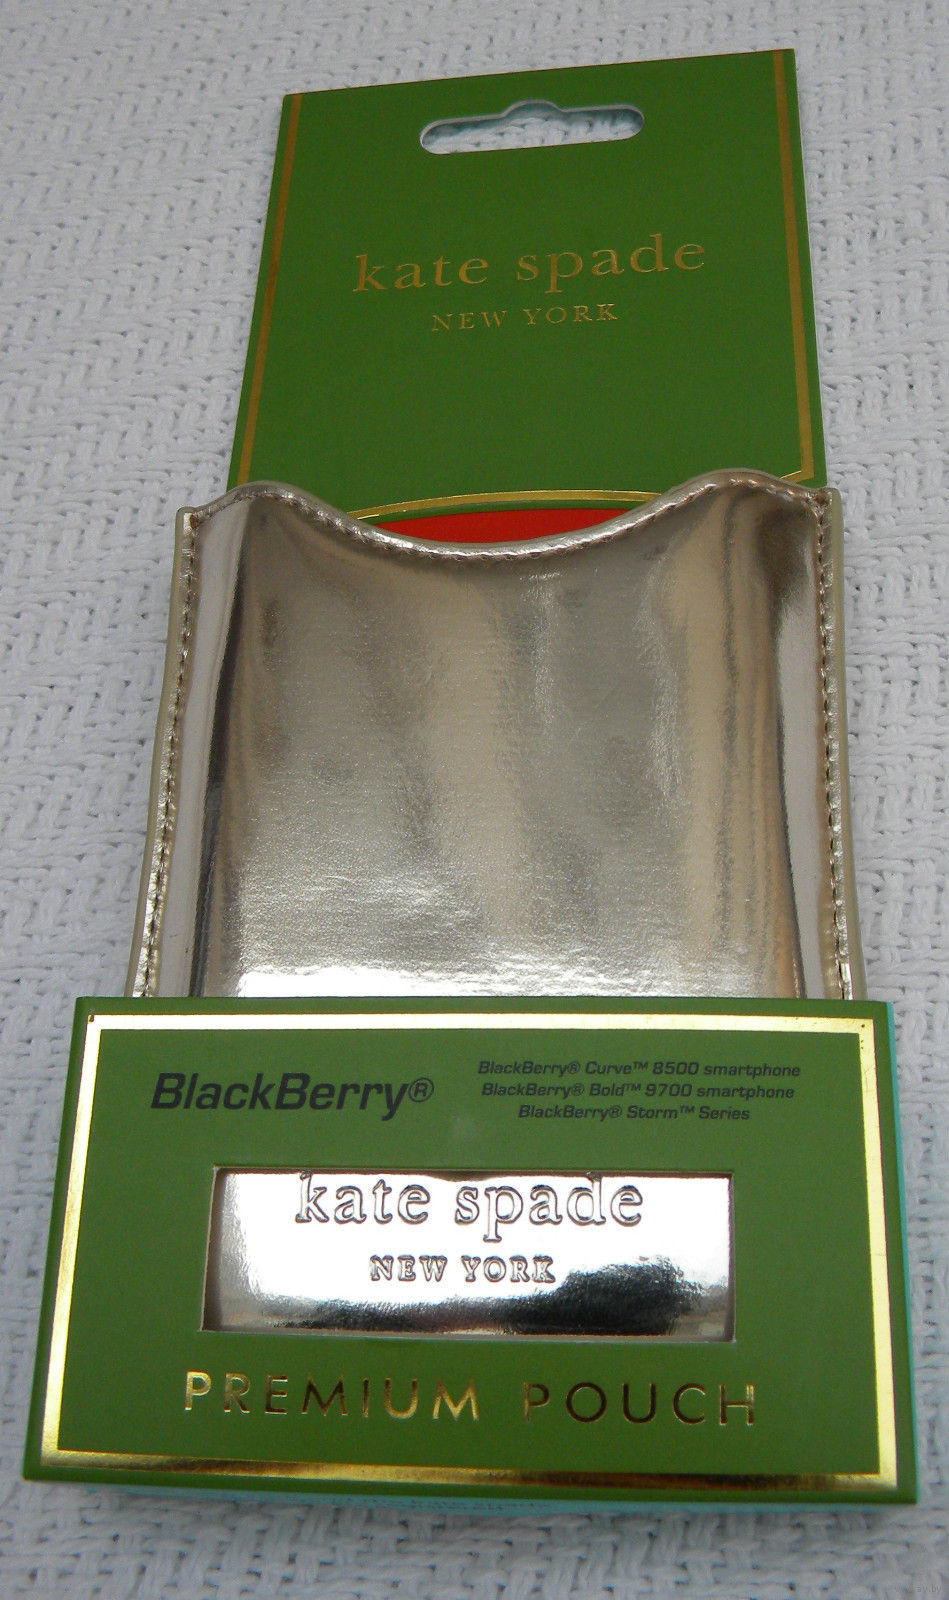 kate spade
NEW YORK
BlackBerry®
BlackBerry® Curve™ 8500 smartphone
BlackBerry® Bold™ 9700 smartphone
BlackBerry® Storm™ Series
kate spade
NEW YORK
PREMIUM POUCH